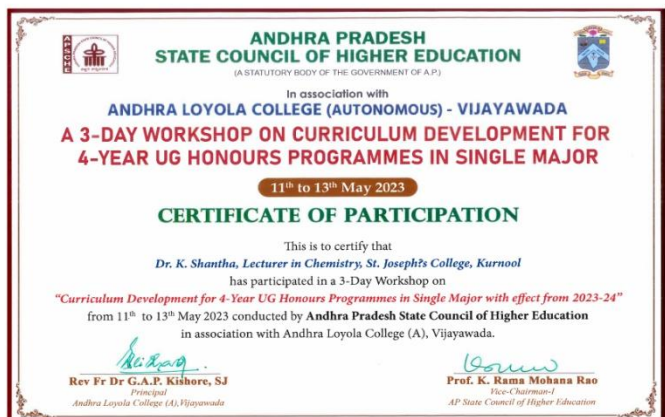 APSCHE
ANDHRA PRADESH
STATE COUNCIL OF HIGHER EDUCATION
(A STATUTORY BODY OF THE GOVERNMENT OF A.P.)
In association with
ANDHRA LOYOLA COLLEGE (AUTONOMOUS) - VIJAYAWADA
A 3-DAY WORKSHOP ON CURRICULUM DEVELOPMENT FOR
4-YEAR UG HONOURS PROGRAMMES IN SINGLE MAJOR
11th to 13th May 2023
CERTIFICATE OF PARTICIPATION
This is to certify that
Dr. K. Shantha, Lecturer in Chemistry, St. Joseph?s College, Kurnool
has participated in a 3-Day Workshop on
“Curriculum Development for 4-Year UG Honours Programmes in Single Major with effect from 2023-24”
from 11th to 13th May 2023 conducted by Andhra Pradesh State Council of Higher Education
in association with Andhra Loyola College (A), Vijayawada.
Rev Fr Dr G.A.P. Kishore, SJ
Principal
Andhra Loyola College (A),Vijayawada
Prof. K. Rama Mohana Rao
Vice-Chairman-I
AP State Council of Higher Education